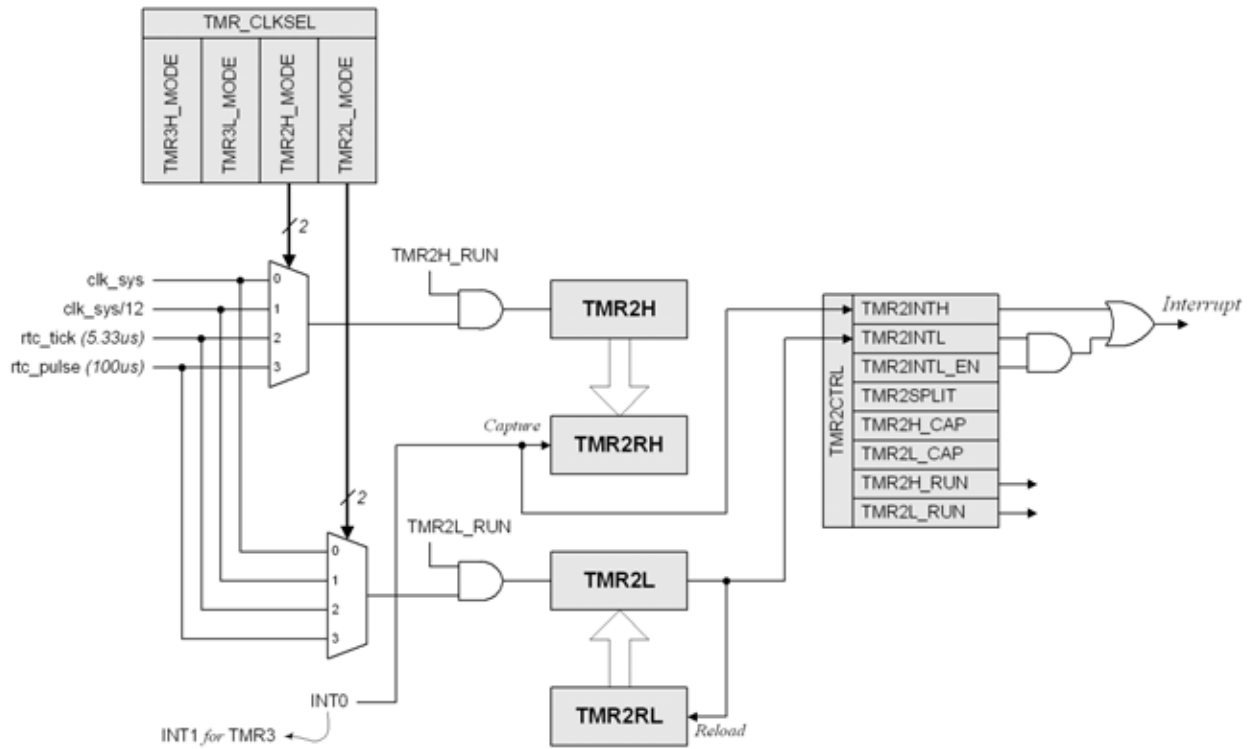 TMR_CLKSEL
TMR3H_MODE
TMR3L_MODE
TMR2H_MODE
TMR2L_MODE
2
clk_sys
clk_sys/12
rtc_tick (5.33us)
rtc_pulse (100us)
0
1
2
3
TMR2H_RUN
TMR2H
Capture
TMR2RH
2
0
1
2
3
TMR2L_RUN
TMR2L
TMR2RL
Reload
INT0
INT1 for TMR3
TMR2CTRL
TMR2INTH
TMR2INTL
TMR2INTL_EN
TMR2SPLIT
TMR2H_CAP
TMR2L_CAP
TMR2H_RUN
TMR2L_RUN
Interrupt